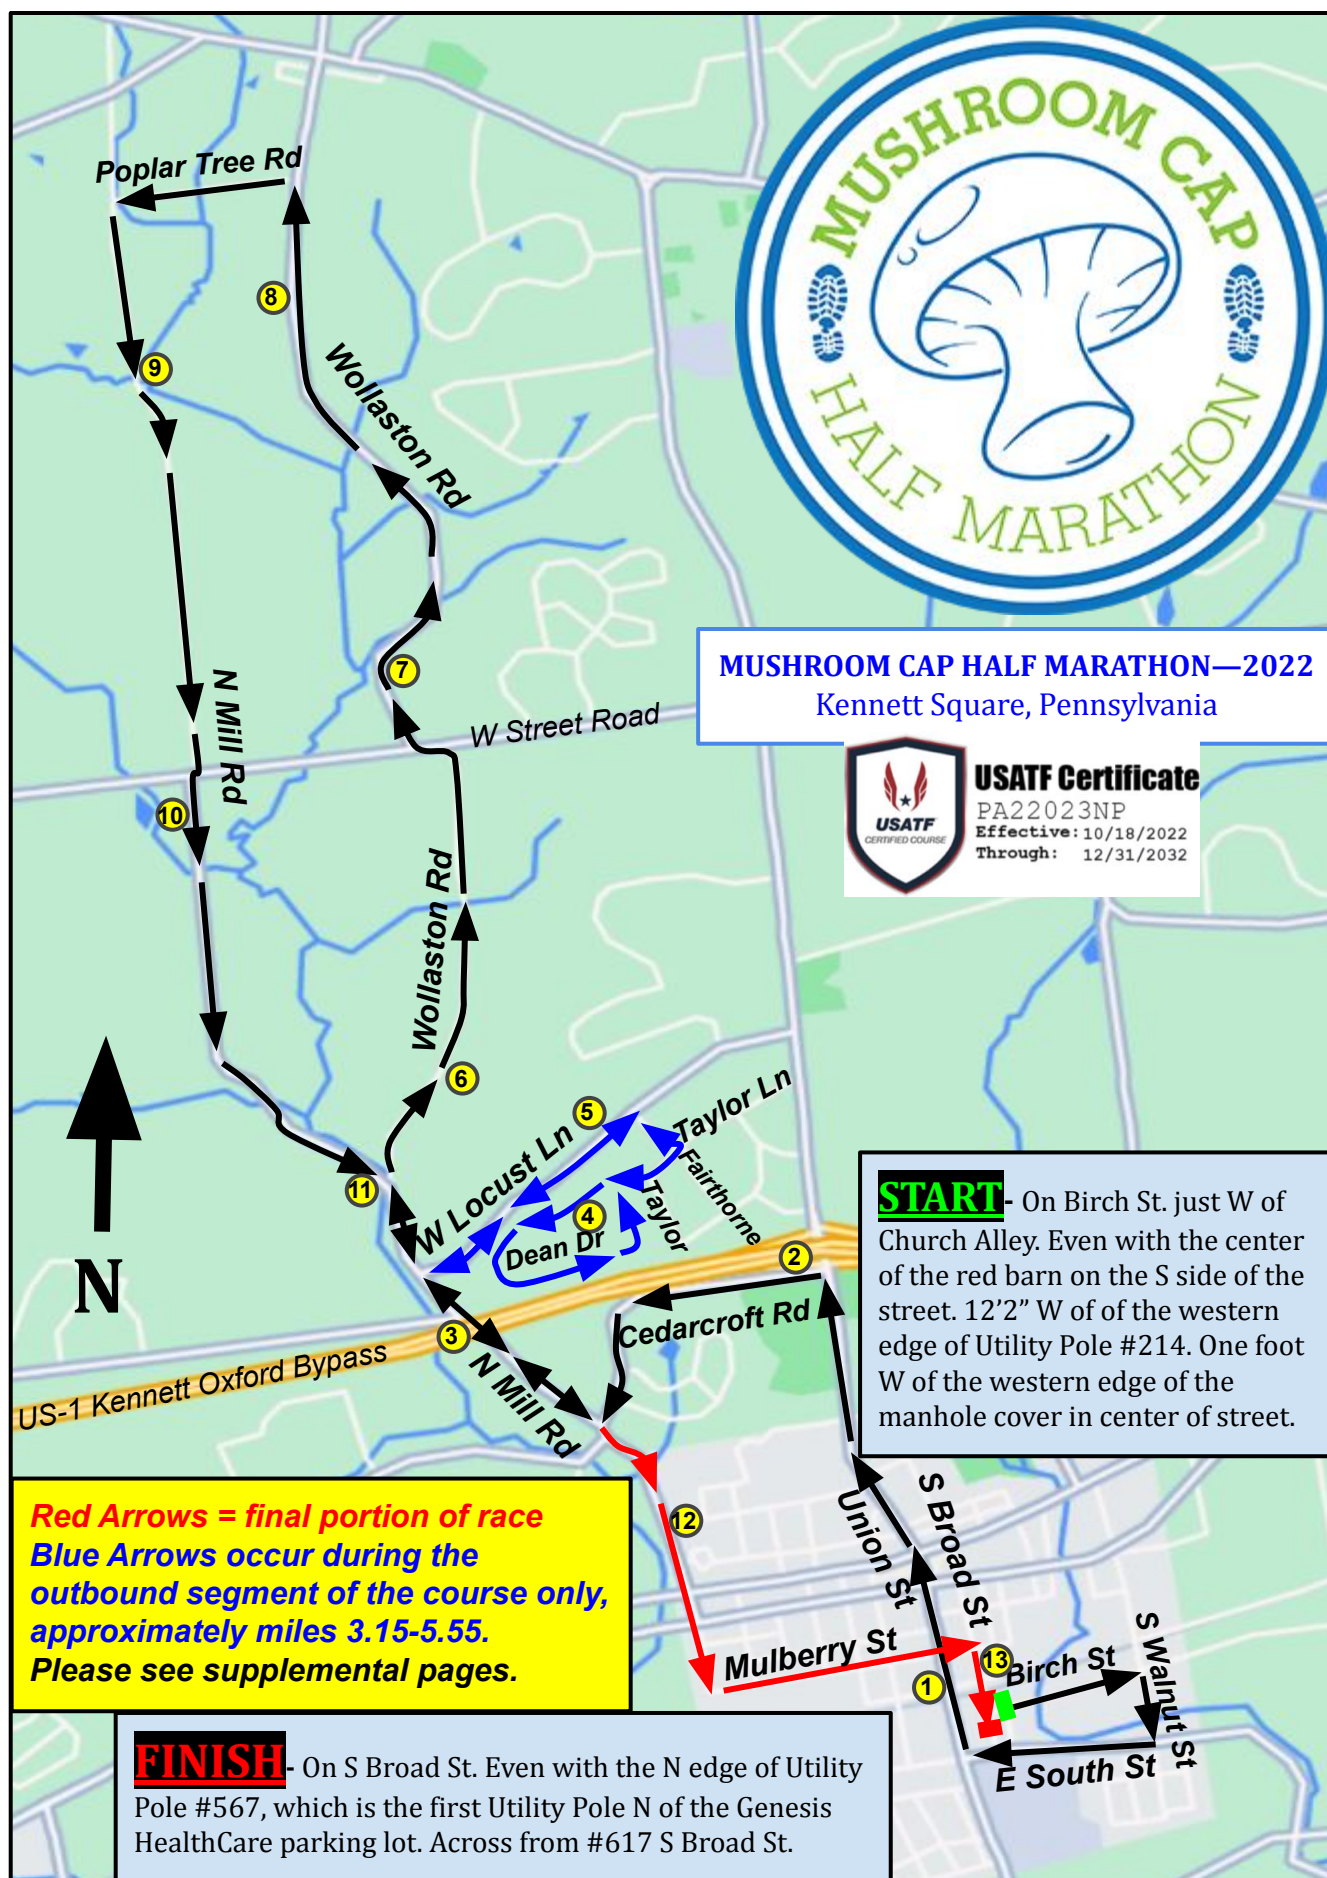 MUSHROOM CAP
HALF MARATHON
Poplar Tree Rd
8
9
Wollaston Rd
7
N Mill Rd
W Street Road
MUSHROOM CAP HALF MARATHON—2022
Kennett Square, Pennsylvania
USATF
CERTIFIED COURSE
USATF Certificate
PA22023NP
Effective: 10/18/2022
Through: 12/31/2032
10
Wollaston Rd
6
5
Taylor Ln
W Locust Ln
Fairthorne
11
4
Taylor
Dean Dr
N
2
3
Cedarcroft Rd
N Mill Rd
US-1 Kennett Oxford Bypass
START- On Birch St. just W of
Church Alley. Even with the center
of the red barn on the S side of the
street. 12’2” W of of the western
edge of Utility Pole #214. One foot
W of the western edge of the
manhole cover in center of street.
Red Arrows = final portion of race
Blue Arrows occur during the
outbound segment of the course only,
approximately miles 3.15-5.55.
Please see supplemental pages.
12
Union St
S Broad St
Mulberry St
13
1
Birch St
S Walnut St
E South St
FINISH- On S Broad St. Even with the N edge of Utility
Pole #567, which is the first Utility Pole N of the Genesis
HealthCare parking lot. Across from #617 S Broad St.